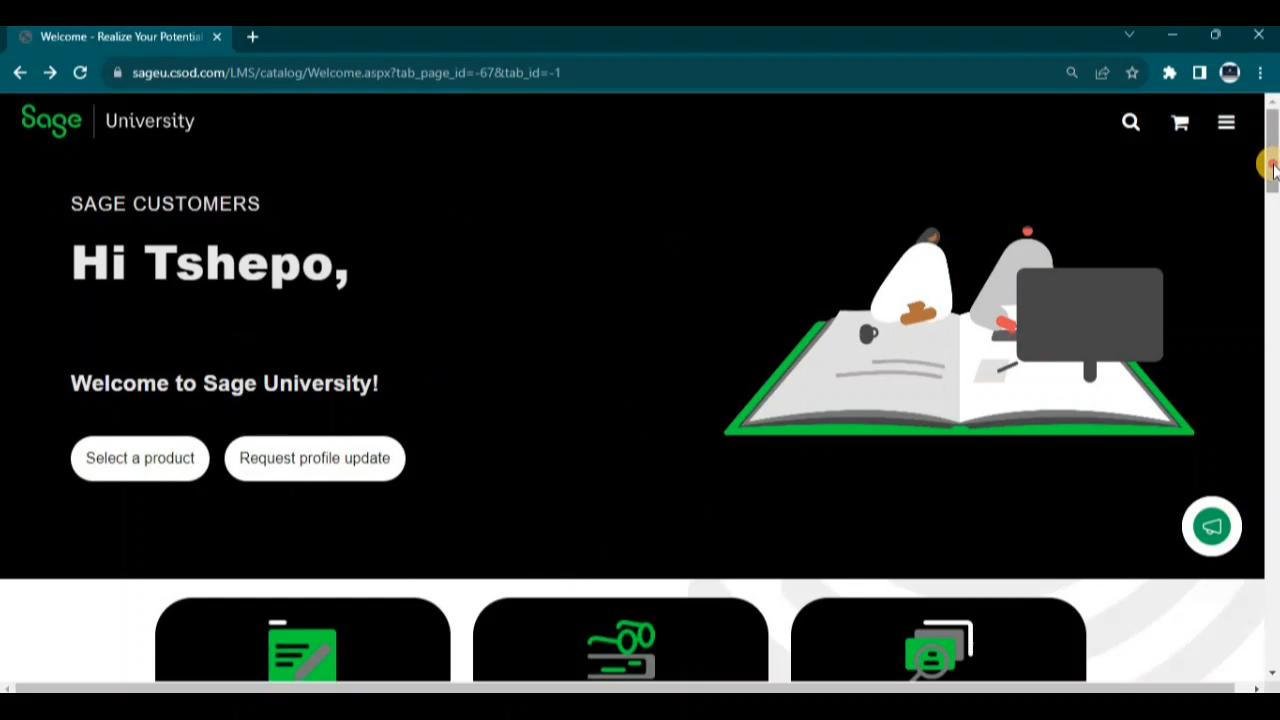 Welcome - Realize Your Potentia
sageu.csod.com/LMS/catalog/Welcome.aspx?tab_page_id=-67&tab_id=-1
Sage University
SAGE CUSTOMERS
Hi Tshepo,
Welcome to Sage University!
Select a product Request profile update